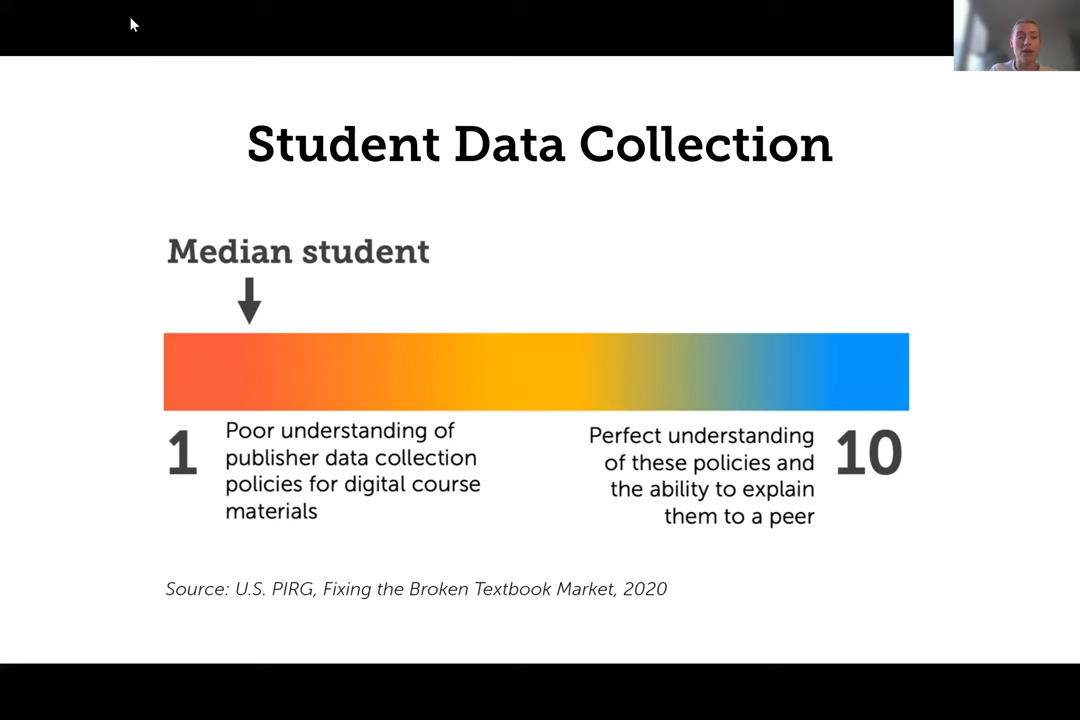 Student Data Collection
Median student
1
Poor understanding of
publisher data collection
policies for digital course
materials
Perfect understanding
of these policies and
the ability to explain
them to a peer
10
Source: U.S. PIRG, Fixing the Broken Textbook Market, 2020